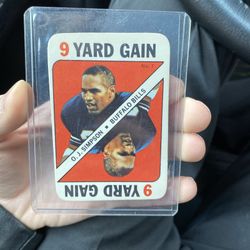 9 YARD GAIN
O. J. SIMPSON • BUFFALO BILLS
9 YARD GAIN